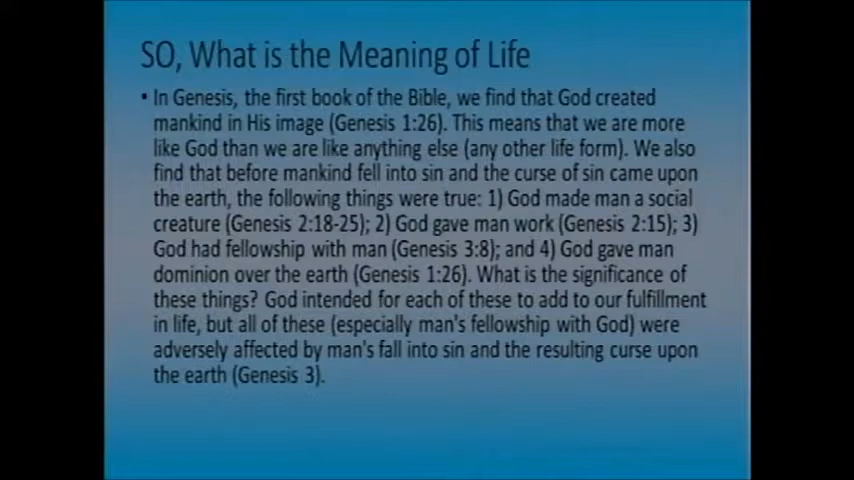 SO, What is the Meaning of Life
• In Genesis, the first book of the Bible, we find that God created
mankind in His image (Genesis 1:26). This means that we are more
like God than we are like anything else (any other life form). We also
find that before mankind fell into sin and the curse of sin came upon
the earth, the following things were true: 1) God made man a social
creature (Genesis 2:18-25); 2) God gave man work (Genesis 2:15); 3)
God had fellowship with man (Genesis 3:8); and 4) God gave man
dominion over the earth (Genesis 1:26). What is the significance of
these things? God intended for each of these to add to our fulfillment
in life, but all of these (especially man's fellowship with God) were
adversely affected by man's fall into sin and the resulting curse upon
the earth (Genesis 3).